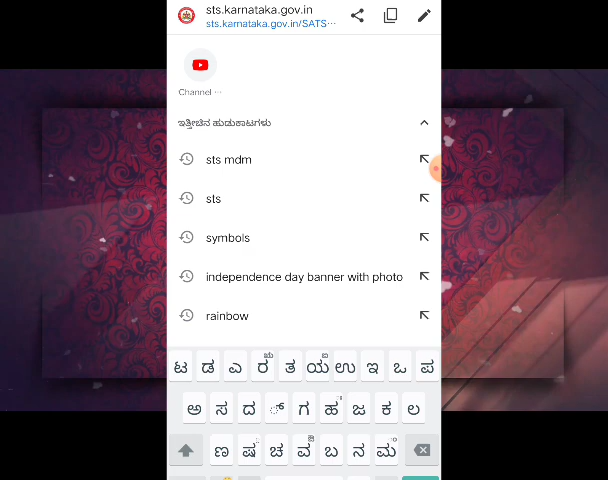 sts.karnataka.gov.in
sts.karnataka.gov.in/SATS···
Channel ···
ಇತ್ತೀಚಿನ ಹುಡುಕಾಟಗಳು
sts mdm
sts
symbols
independence day banner with photo
rainbow
ಟ ಡ ಎ ರ ತ ಯ ಉ ಇ ಒ ಪ
ಅ ಸ ದ ್ ಗ ಹ ಜ ಕ ಲ
ಣ ಷ ಚ ವ ಬ ನ ಮ